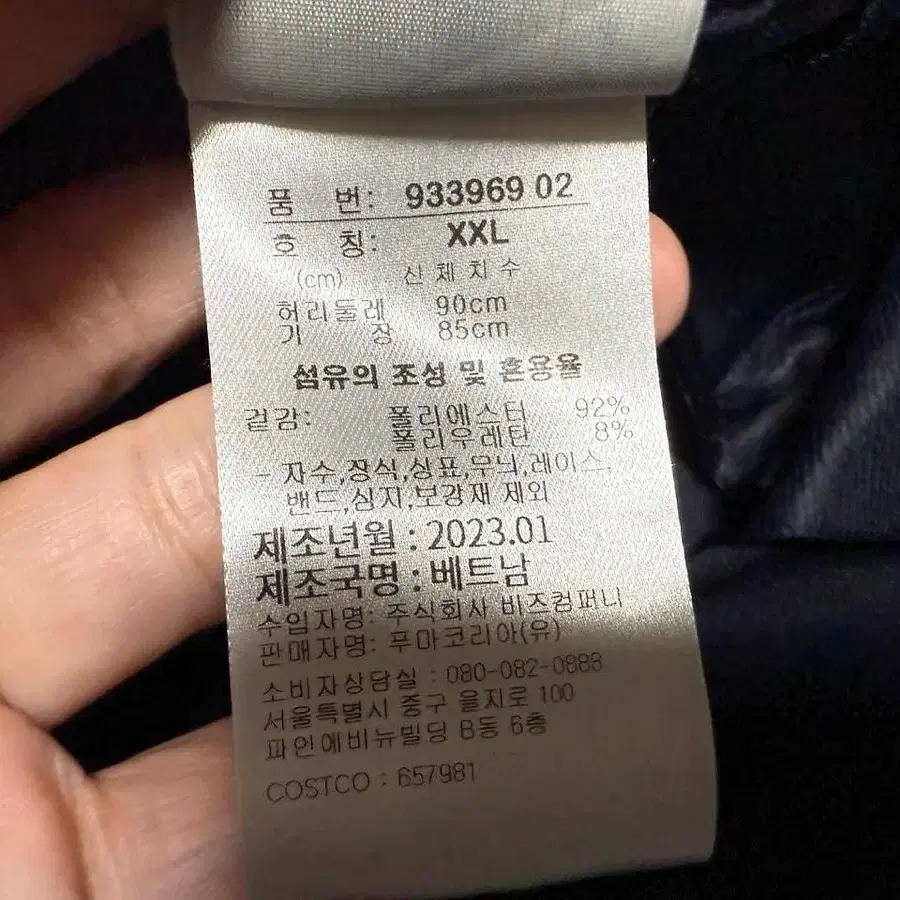 품 번: 933969 02
호 칭: XXL
(cm) 신체치수
허리둘레 90cm
기 장 85cm
섬유의 조성 및 혼용율
겉감: 폴리에스터 92%
폴리우레탄 8%
- 자수,장식,심표,무늬,레이스,
밴드,심지,보강재 제외
제조년월 : 2023.01
제조국명 : 베트남
수입자명: 주식회사 비즈컴퍼니
판매자명: 푸마코리아(유)
소비자상담실 : 080-082-0888
서울특별시 중구 을지로 100
파인에비뉴빌딩 B동 6층
COSTCO : 657981